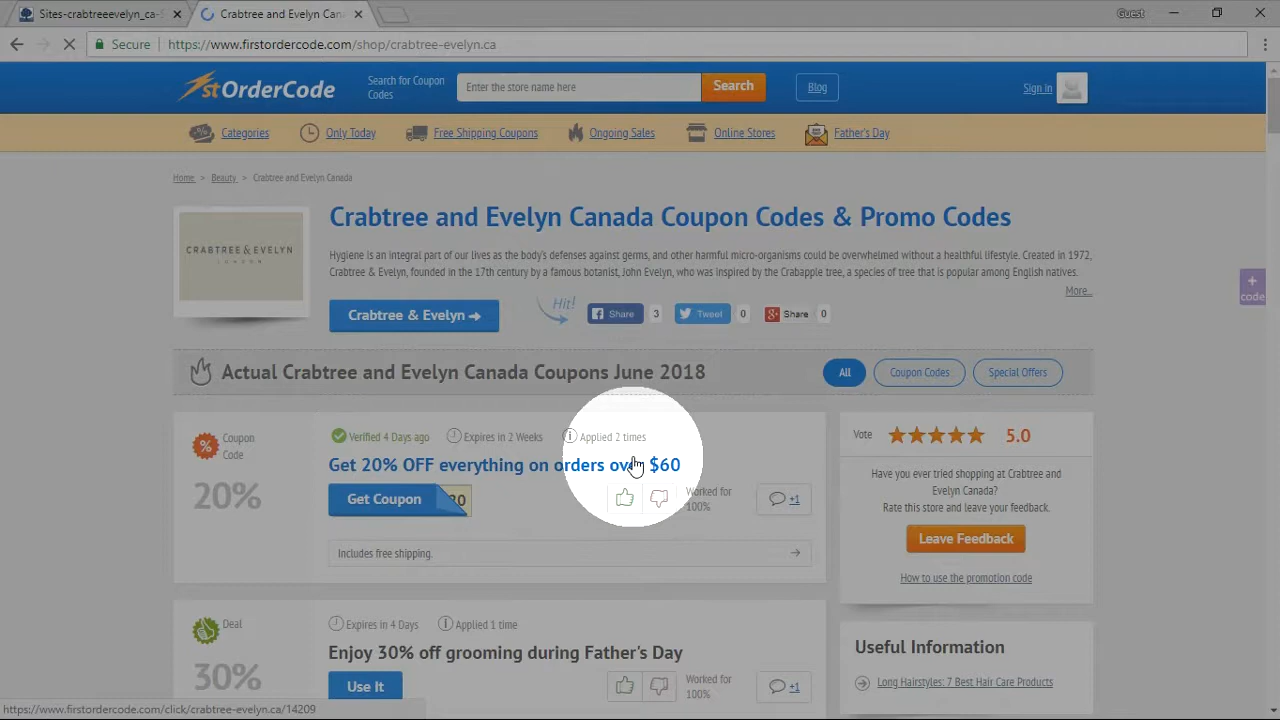 Sites-crabtreeevelyn_ca-S
Crabtree and Evelyn Can
Guest
Secure
https://www.firstordercode.com/shop/crabtree-evelyn.ca
stOrderCode
Search for Coupon
Codes
Enter the store name here
Search
Blog
Sign in
Categories
Only Today
Free Shipping Coupons
Ongoing Sales
Online Stores
Father's Day
Home > Beauty > Crabtree and Evelyn Canada
CRABTREE & EVELYN
LONDON
Crabtree and Evelyn Canada Coupon Codes & Promo Codes
Hygiene is an integral part of our lives as the body's defenses against germs, and other harmful micro-organisms could be overwhelmed without a healthful lifestyle. Created in 1972,
Crabtree & Evelyn, founded in the 17th century by a famous botanist, John Evelyn, who was inspired by the Crabapple tree, a species of tree that is popular among English natives.
More...
Crabtree & Evelyn
Hit!
Share 3
Tweet 0
Share 0
+
code
Actual Crabtree and Evelyn Canada Coupons June 2018
All
Coupon Codes
Special Offers
Coupon
Code
20%
Verified 4 Days ago
Expires in 2 Weeks
Applied 2 times
Get 20% OFF everything on orders over $60
Get Coupon
20
Worked for
100%
+1
Includes free shipping.
Vote
5.0
Have you ever tried shopping at Crabtree and
Evelyn Canada?
Rate this store and leave your feedback.
Leave Feedback
How to use the promotion code
Deal
30%
Expires in 4 Days
Applied 1 time
Enjoy 30% off grooming during Father's Day
Use It
Worked for
100%
+1
Useful Information
Long Hairstyles: 7 Best Hair Care Products
https://www.firstordercode.com/click/crabtree-evelyn.ca/14209